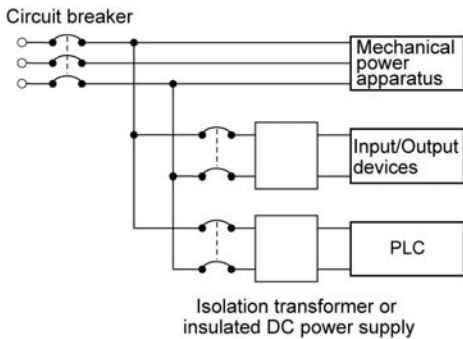 Circuit breaker
Mechanical
power
apparatus
Input/Output
devices
PLC
Isolation transformer or
insulated DC power supply